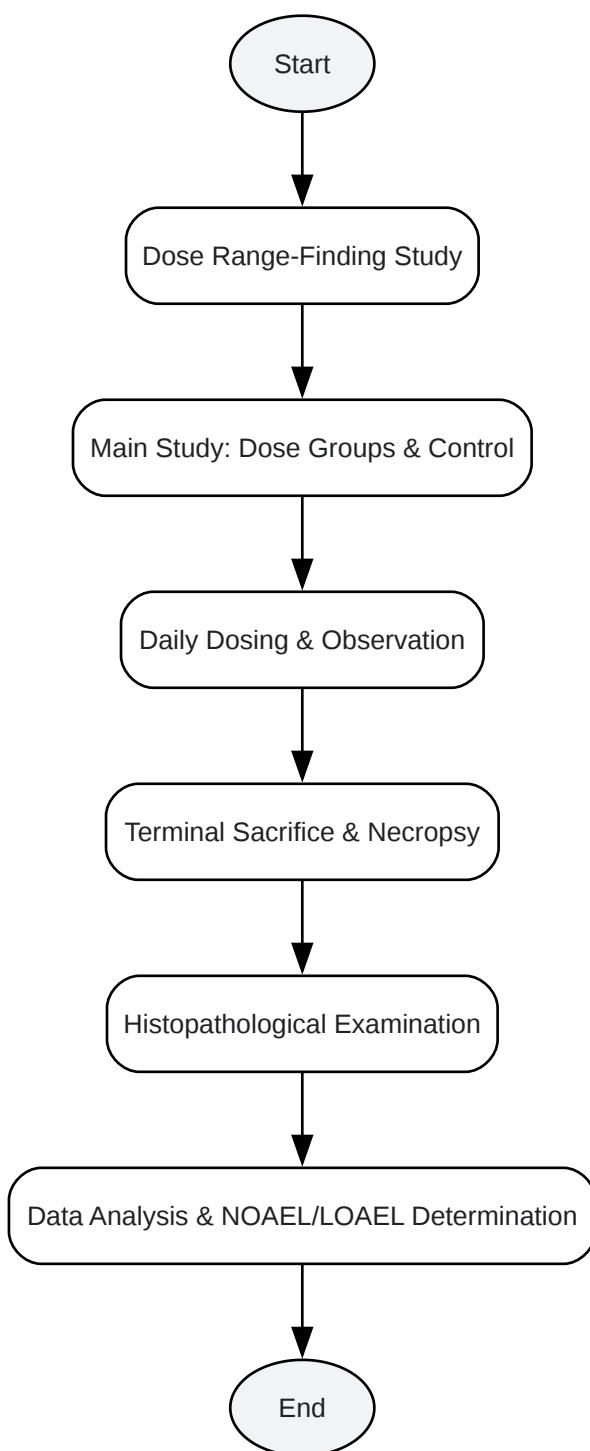 Start
Dose Range-Finding Study
Main Study: Dose Groups & Control
Daily Dosing & Observation
Terminal Sacrifice & Necropsy
Histopathological Examination
Data Analysis & NOAEL/LOAEL Determination
End